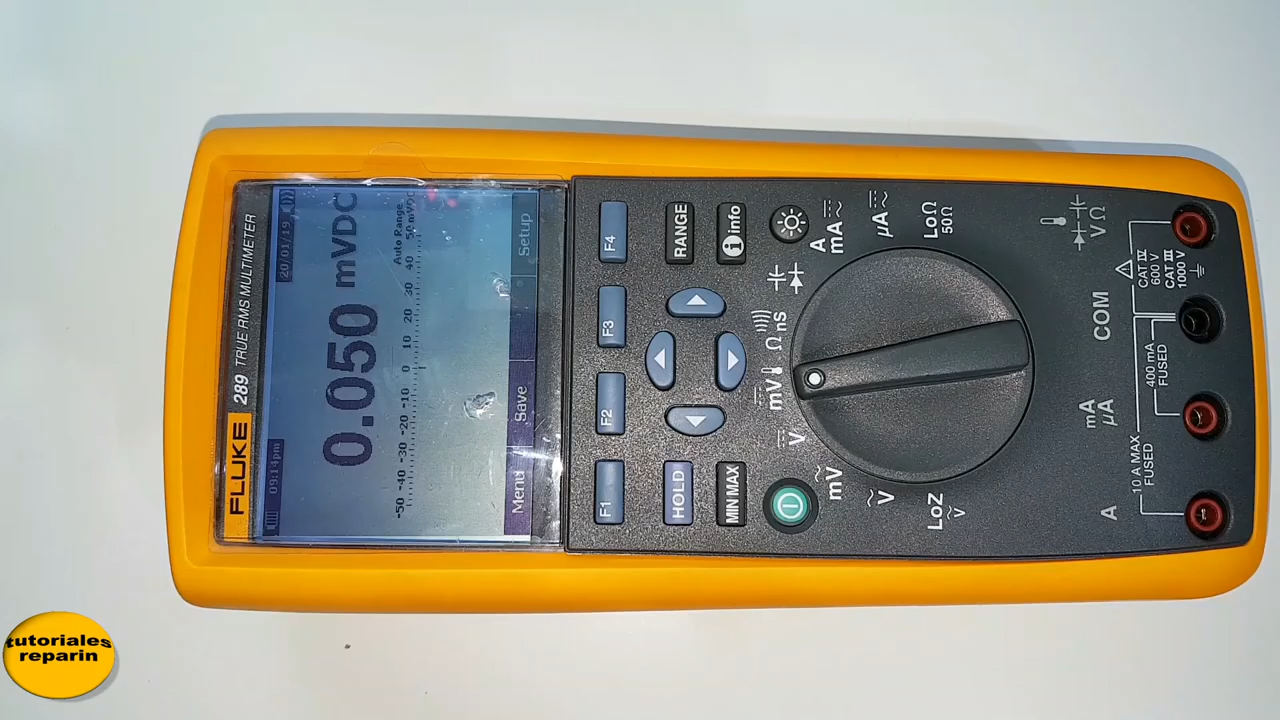 FLUKE 289 TRUE RMS MULTIMETER
09:14pm 20/01/19
0.050 mVDC
Auto Range
-50 -40 -30 -20 -10 0 10 20 30 40 50 mVDC
Menu Save Setup
F1 F2 F3 F4
HOLD RANGE
MIN MAX i info
mV
V
mV
Ω nS
A
mA
μA
LoΩ
50Ω
V
LoZ
V
A
mA
μA
COM
VΩ
10 A MAX
FUSED
400 mA
FUSED
CAT IV
600 V
CAT III
1000 V
tutoriales
reparin